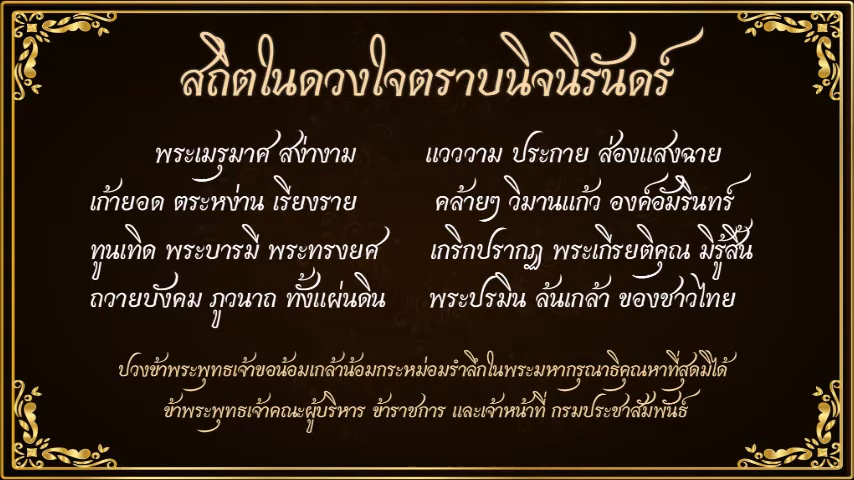 สถิตในดวงใจตราบนิจนิรันดร์
พระเมรุมาศ สง่างาม แวววาม ประกาย ส่องแสงฉาย
เก้ายอด ตระหง่าน เรียงราย คล้ายๆ วิมานแก้ว องค์อัมรินทร์
ทูนเทิด พระบารมี พระทรงยศ เกริกปรากฏ พระเกียรยติคุณ มิรู้สิ้น
ถวายบังคม ภูวนาถ ทั้งแผ่นดิน พระปรมิน ล้นเกล้า ของชาวไทย
ปวงข้าพระพุทธเจ้าขอน้อมเกล้าน้อมกระหม่อมรำลึกในพระมหากรุณาธิคุณหาที่สุดมิได้
ข้าพระพุทธเจ้าคณะผู้บริหาร ข้าราชการ และเจ้าหน้าที่ กรมประชาสัมพันธ์